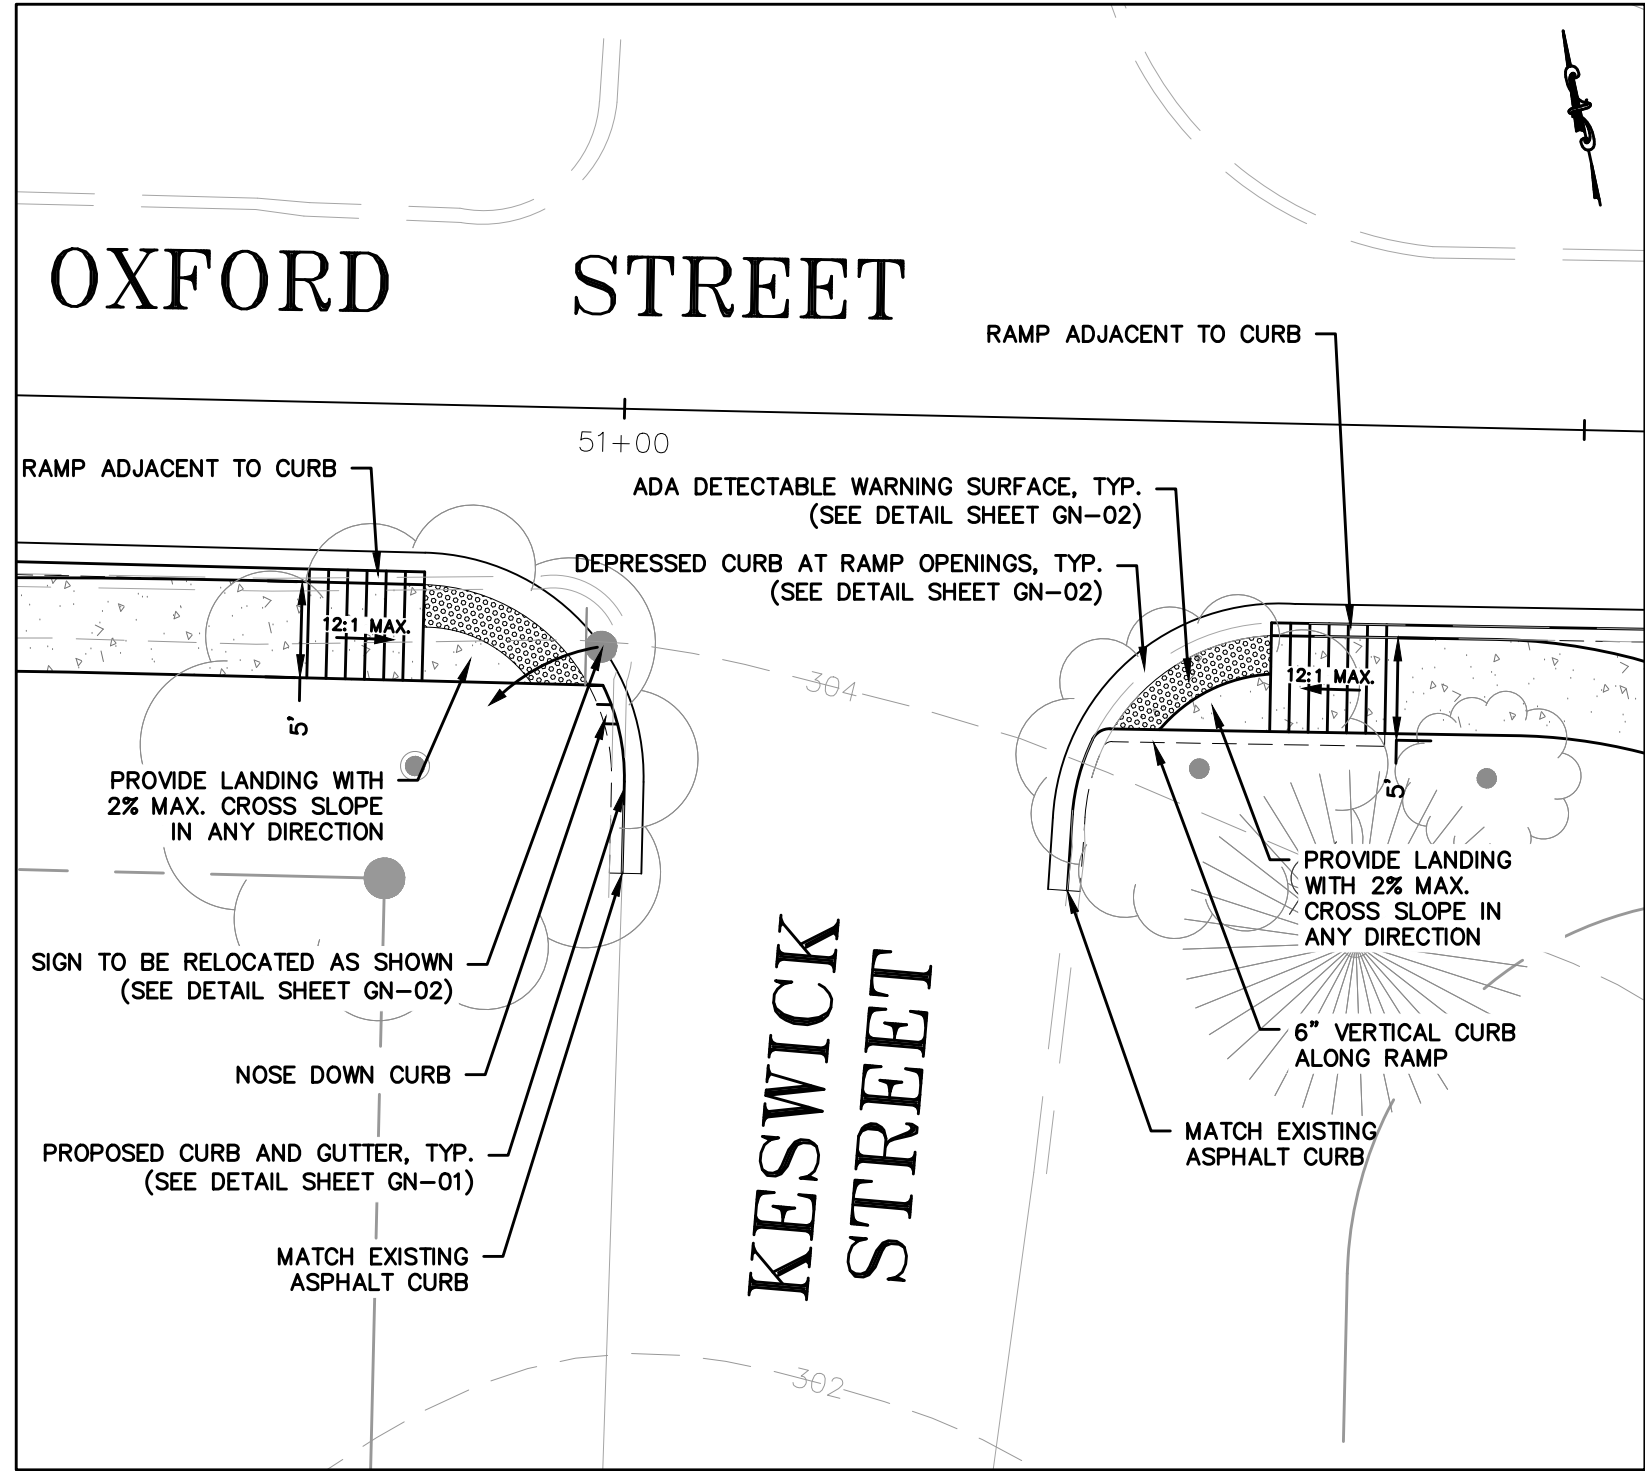 OXFORD STREET
RAMP ADJACENT TO CURB
51+00
RAMP ADJACENT TO CURB
ADA DETECTABLE WARNING SURFACE, TYP.
(SEE DETAIL SHEET GN-02)
DEPRESSED CURB AT RAMP OPENINGS, TYP.
(SEE DETAIL SHEET GN-02)
12:1 MAX.
12:1 MAX.
304
5'
5'
PROVIDE LANDING WITH
2% MAX. CROSS SLOPE
IN ANY DIRECTION
PROVIDE LANDING
WITH 2% MAX.
CROSS SLOPE IN
ANY DIRECTION
SIGN TO BE RELOCATED AS SHOWN
(SEE DETAIL SHEET GN-02)
6" VERTICAL CURB
ALONG RAMP
NOSE DOWN CURB
KESWICK
STREET
MATCH EXISTING
ASPHALT CURB
PROPOSED CURB AND GUTTER, TYP.
(SEE DETAIL SHEET GN-01)
MATCH EXISTING
ASPHALT CURB
302